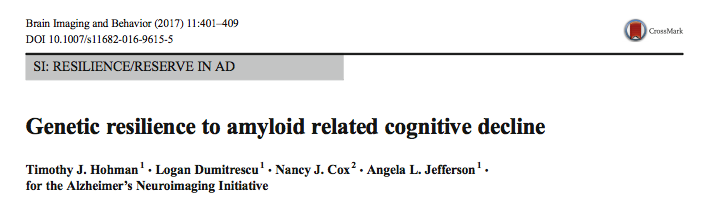 Brain Imaging and Behavior (2017) 11:401–409
DOI 10.1007/s11682-016-9615-5
CrossMark
SI: RESILIENCE/RESERVE IN AD
Genetic resilience to amyloid related cognitive decline
Timothy J. Hohman1 · Logan Dumitrescu1 · Nancy J. Cox2 · Angela L. Jefferson1 ·
for the Alzheimer's Neuroimaging Initiative